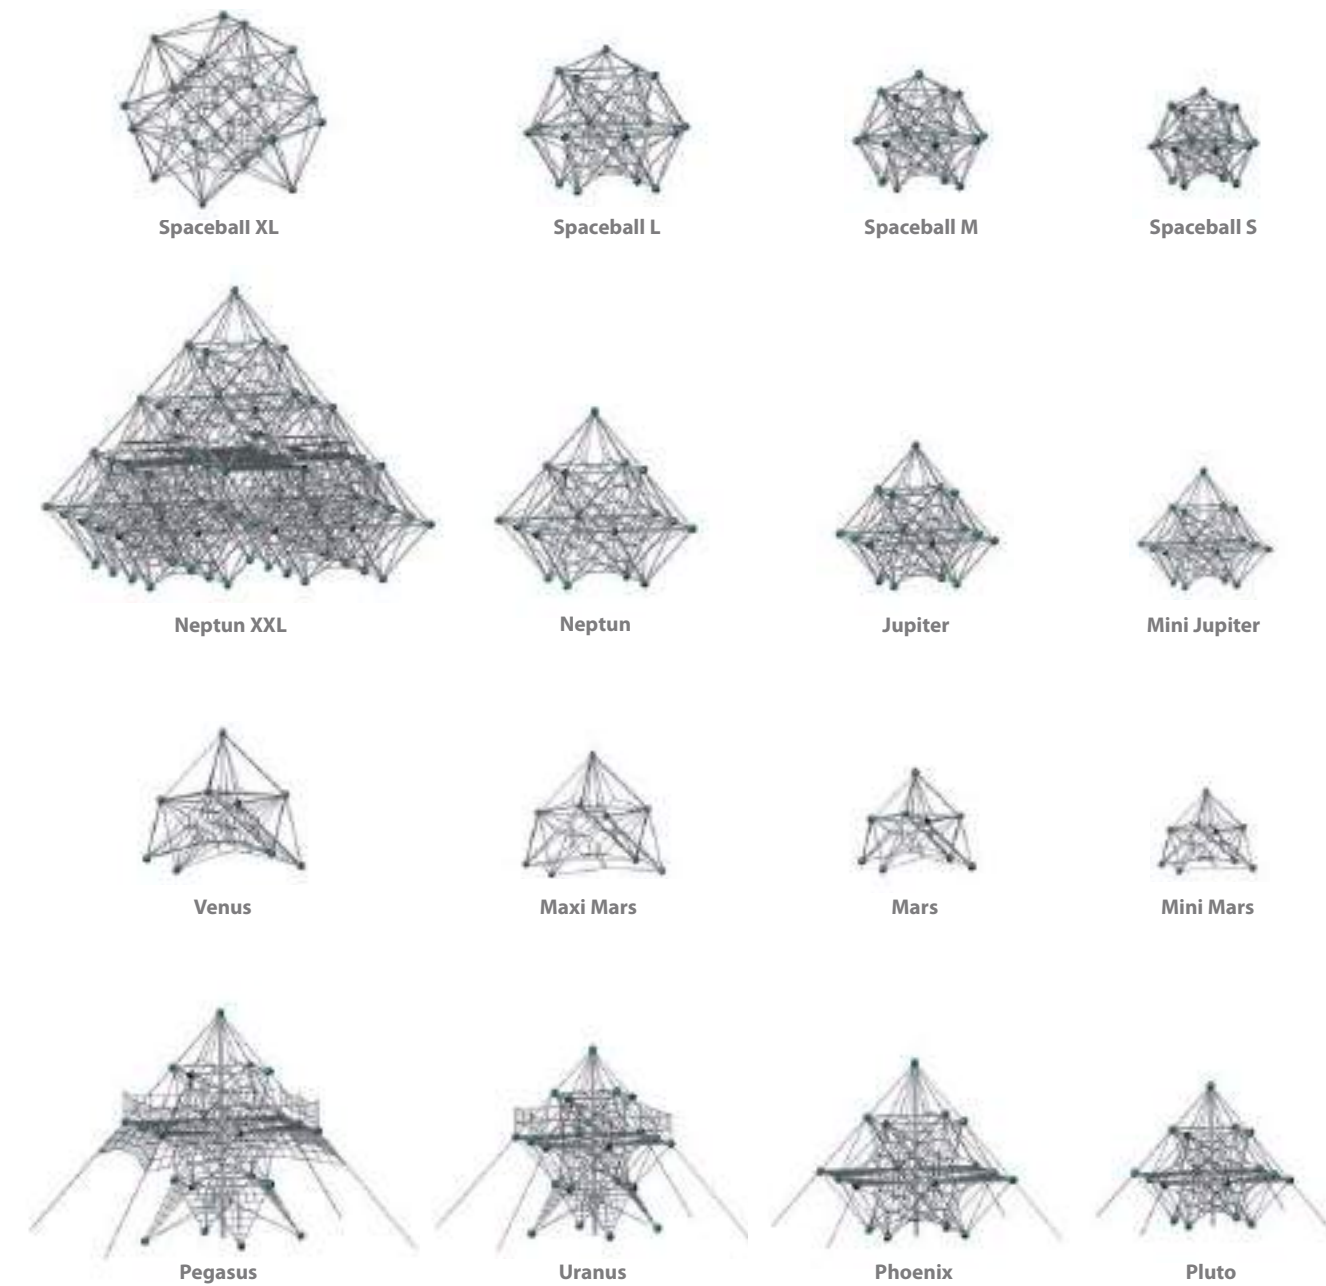 Spaceball XL
Spaceball L
Spaceball M
Spaceball S
Neptun XXL
Neptun
Jupiter
Mini Jupiter
Venus
Maxi Mars
Mars
Mini Mars
Pegasus
Uranus
Phoenix
Pluto